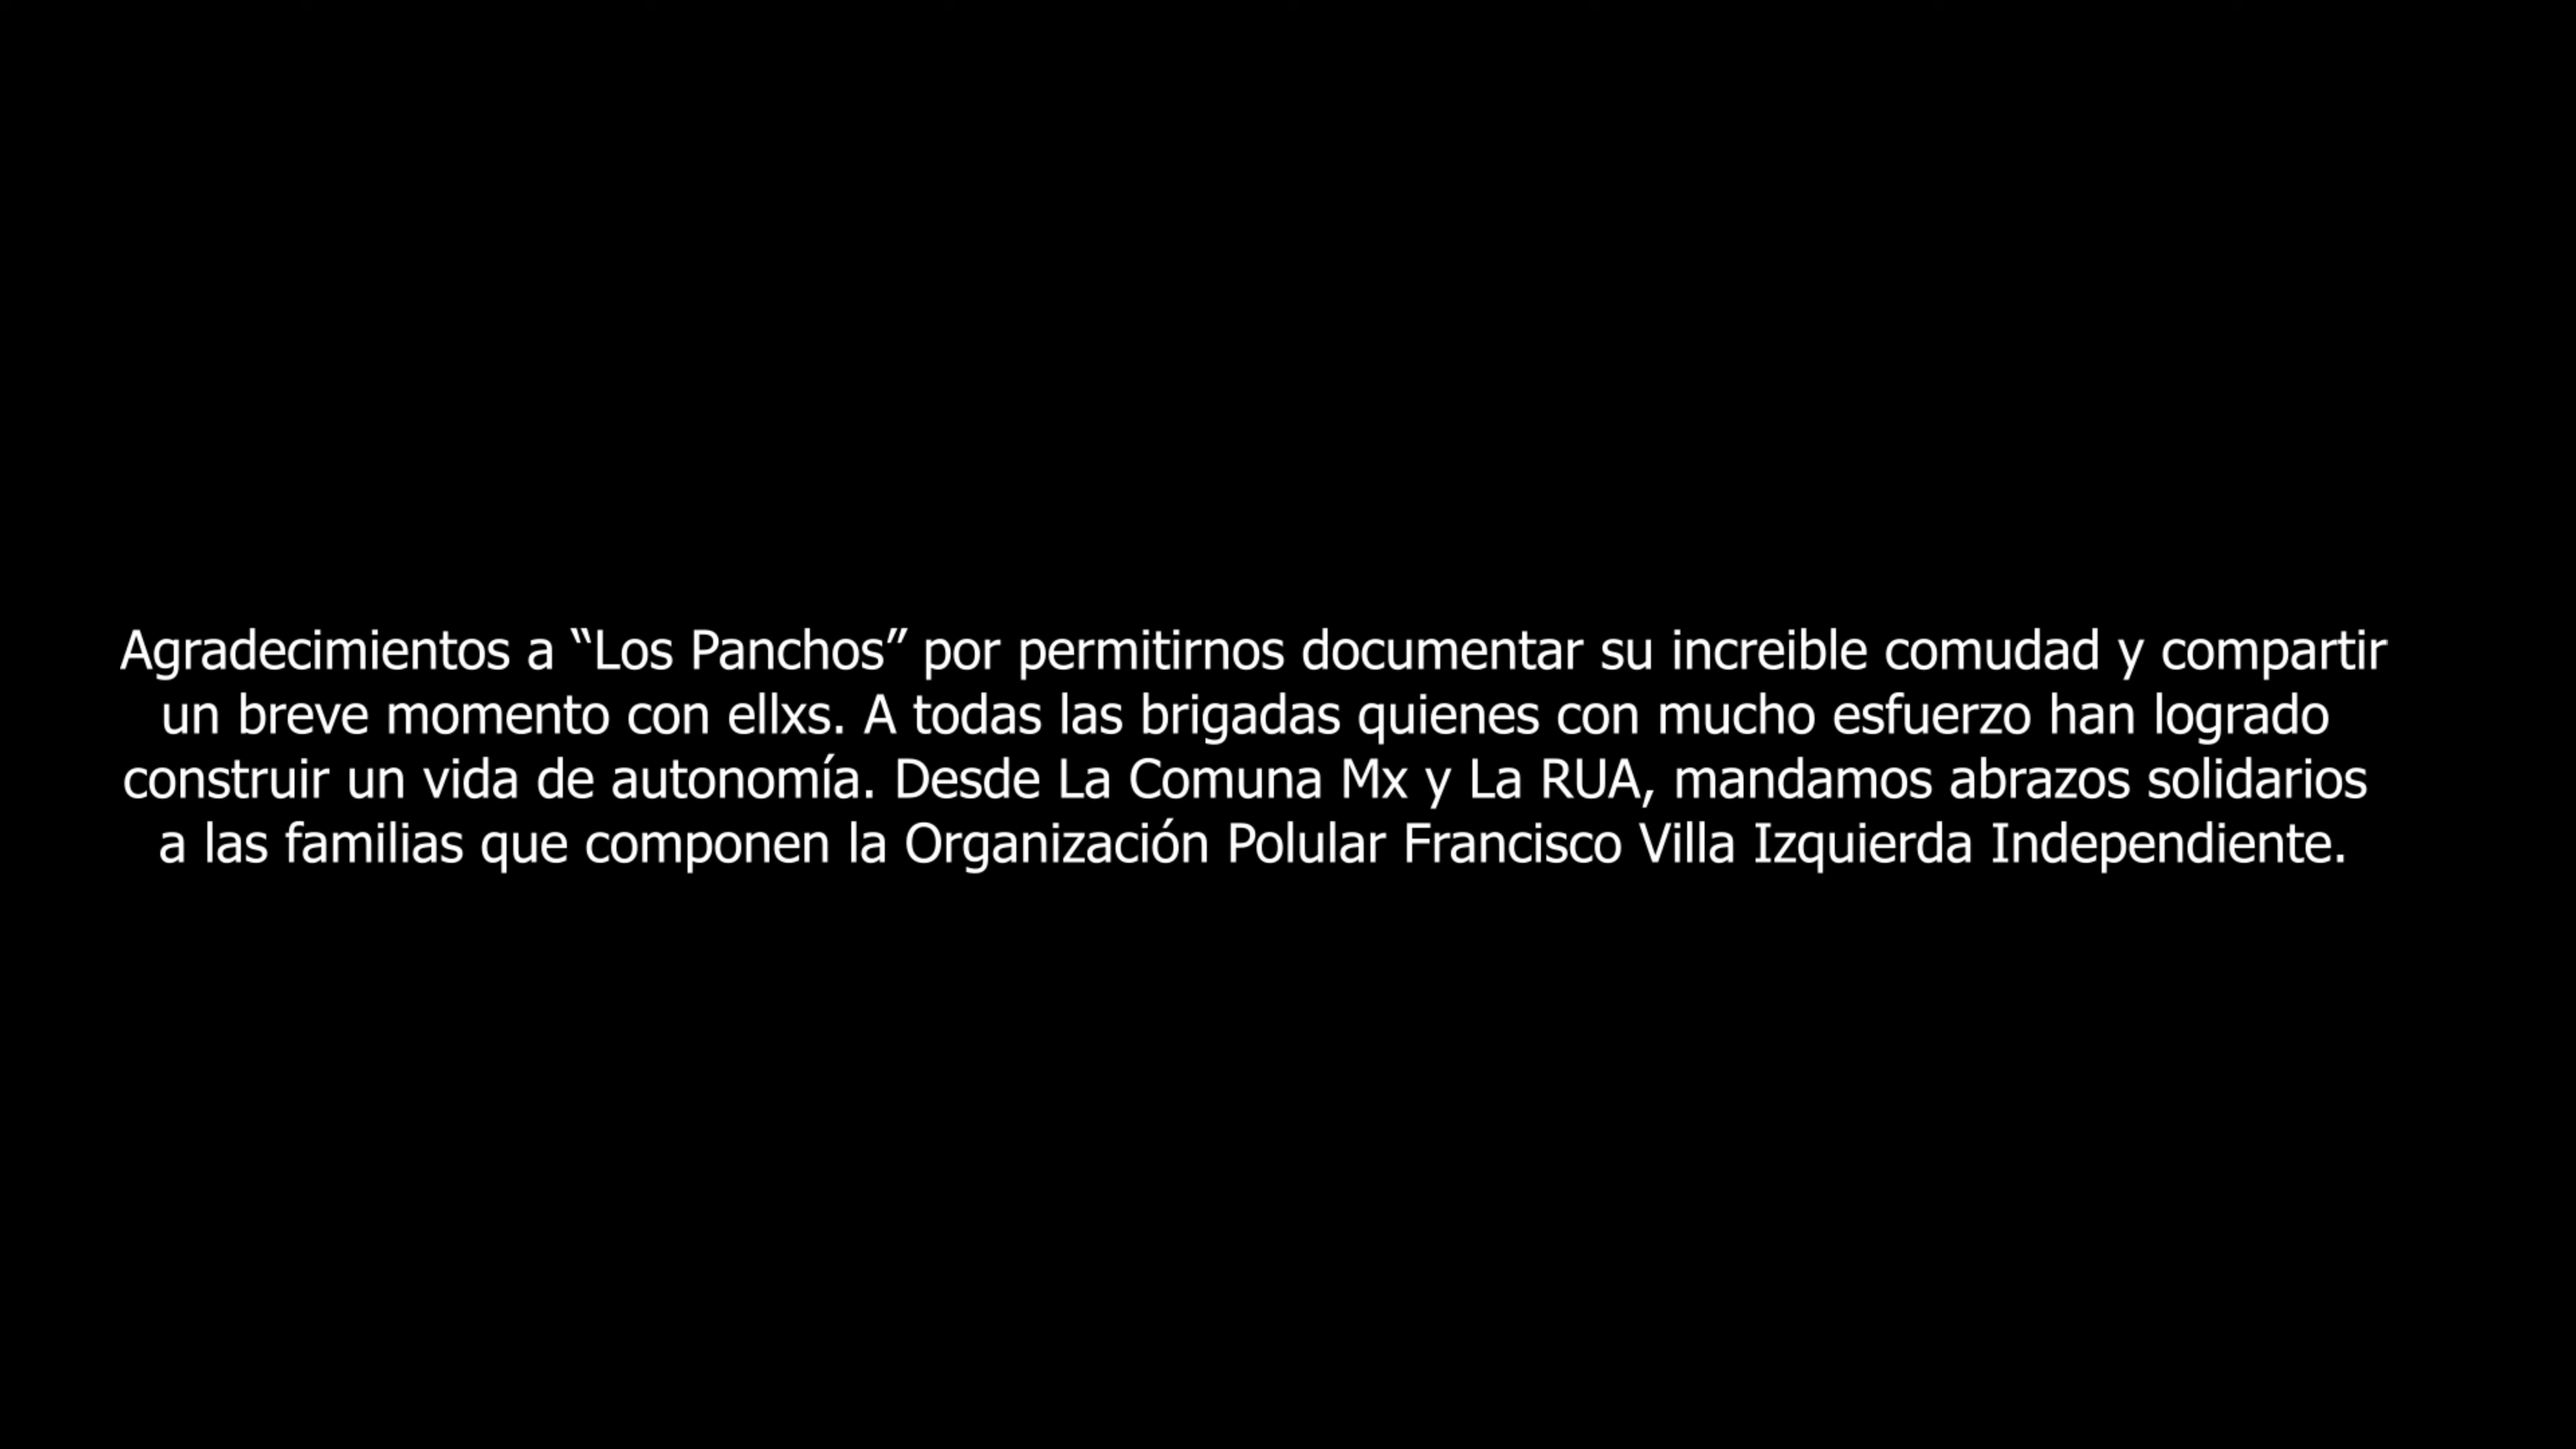 Agradecimientos a “Los Panchos” por permitirnos documentar su increible comudad y compartir
un breve momento con ellxs. A todas las brigadas quienes con mucho esfuerzo han logrado
construir un vida de autonomía. Desde La Comuna Mx y La RUA, mandamos abrazos solidarios
a las familias que componen la Organización Polular Francisco Villa Izquierda Independiente.